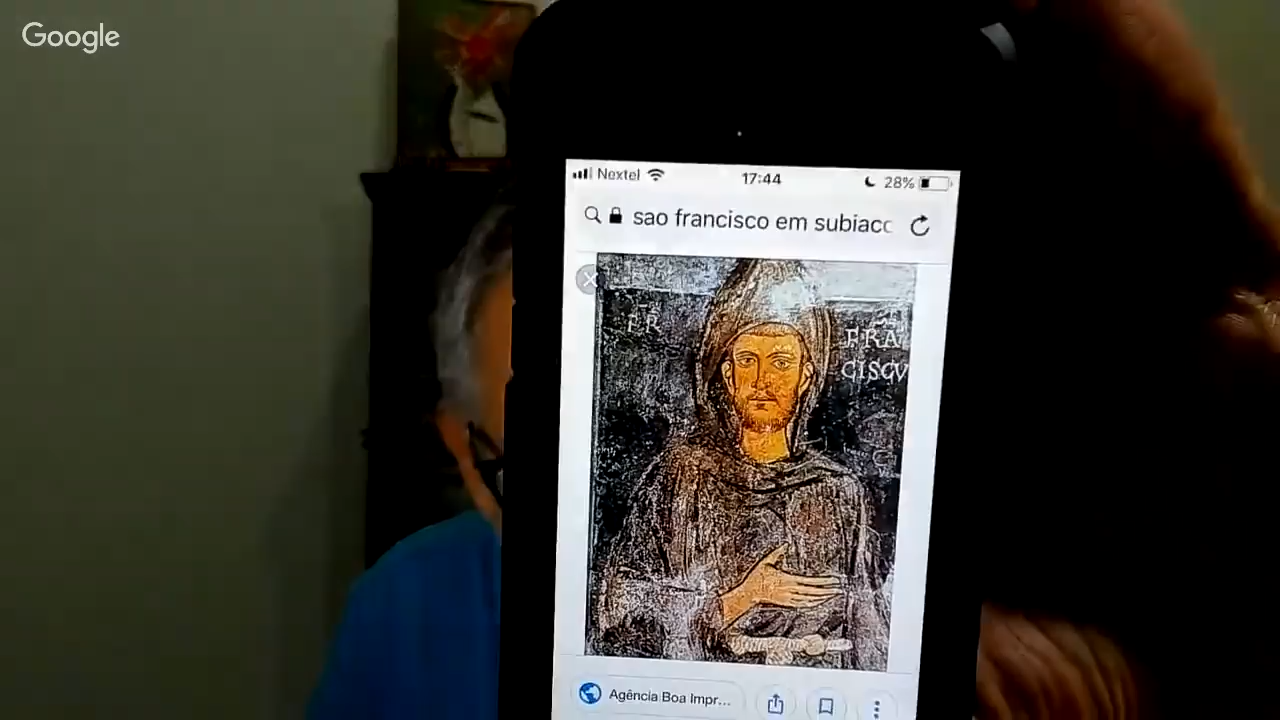 Google
Nextel 17:44 28%
sao francisco em subiacc
FR
FRA
CISCV
Agência Boa Impr...